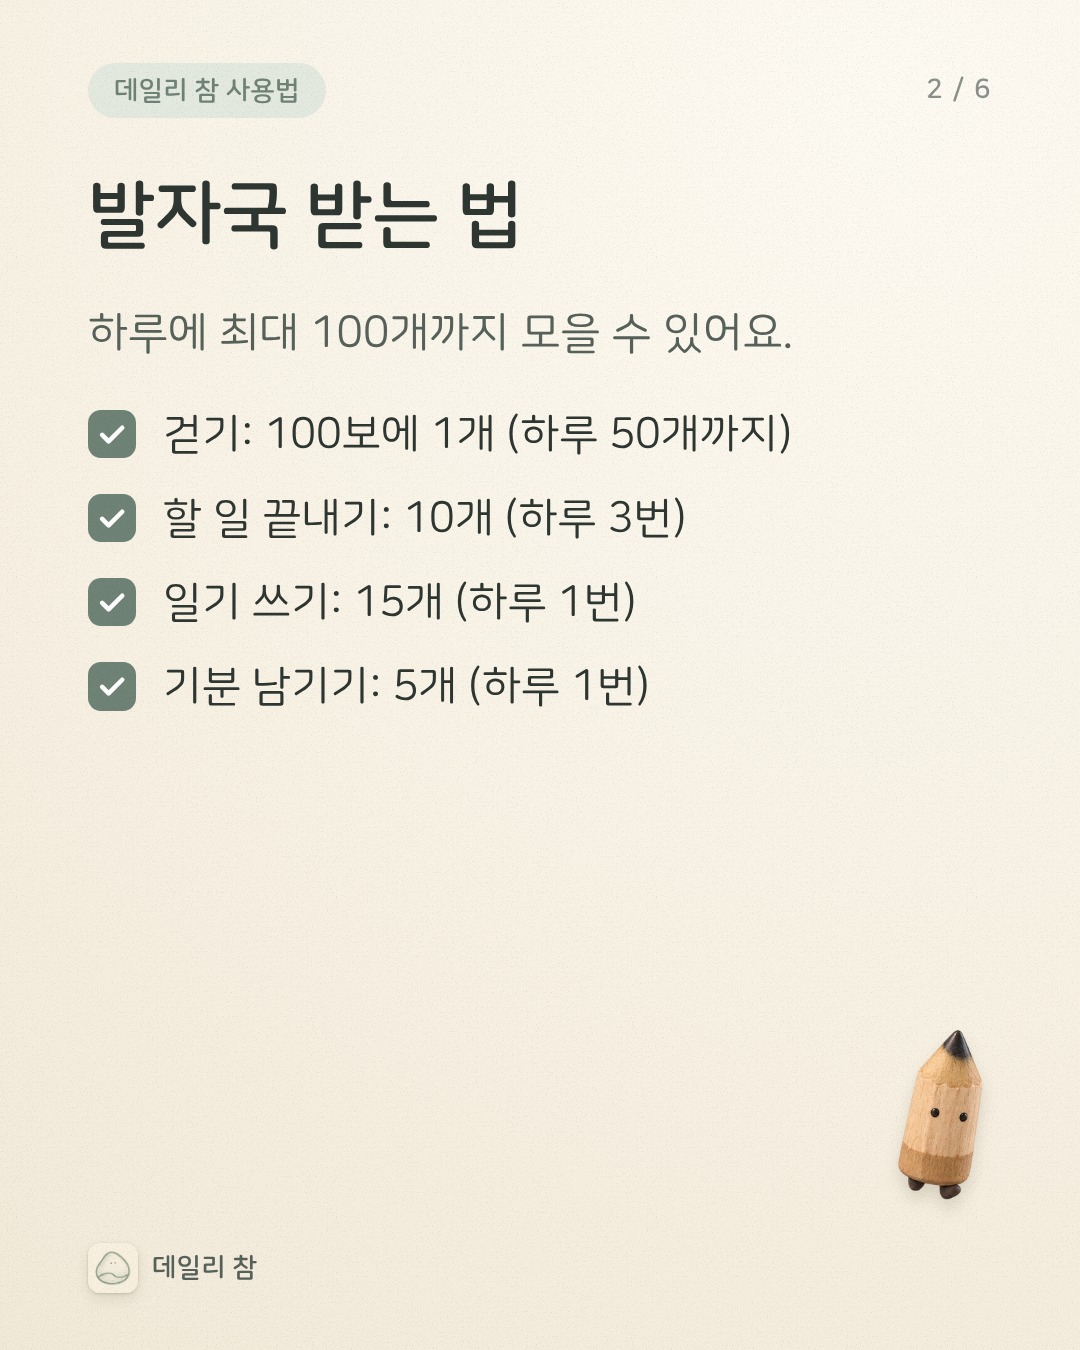 데일리 참 사용법
2 / 6
발자국 받는 법
하루에 최대 100개까지 모을 수 있어요.
걷기: 100보에 1개 (하루 50개까지)
할 일 끝내기: 10개 (하루 3번)
일기 쓰기: 15개 (하루 1번)
기분 남기기: 5개 (하루 1번)
데일리 참